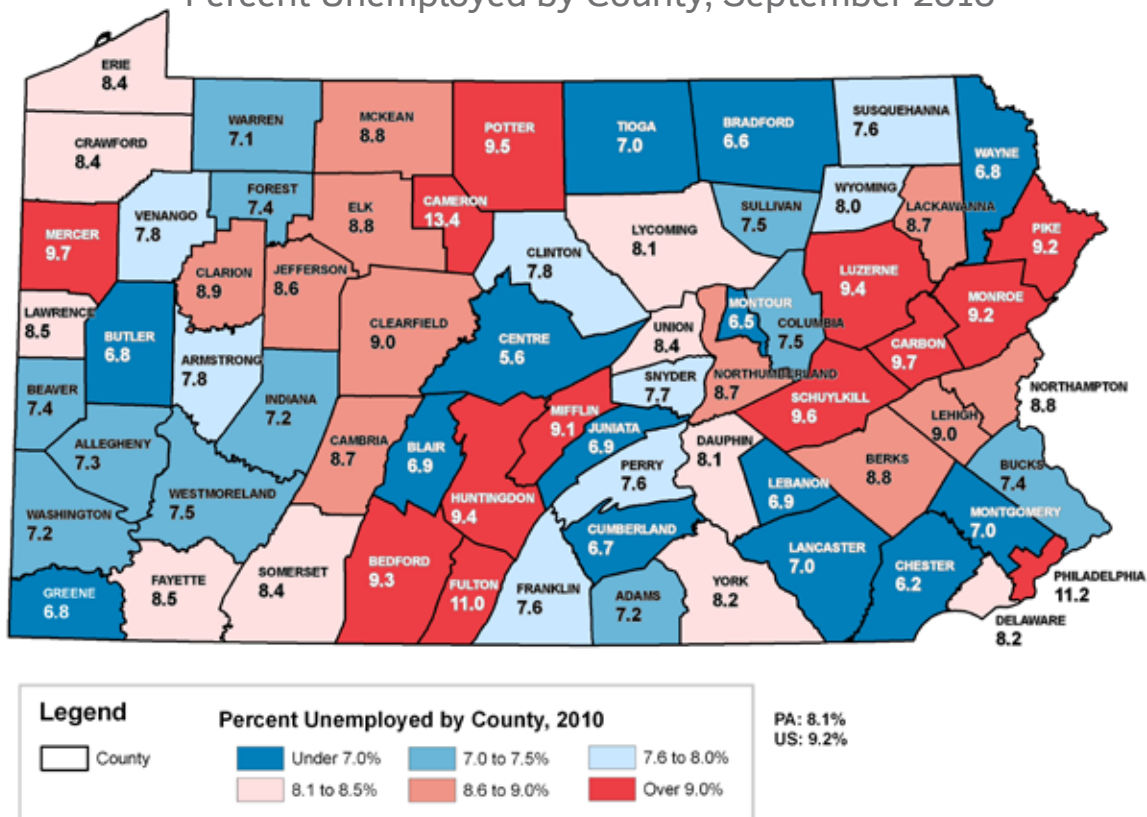 Percent Unemployed by County, September 2010
ERIE
8.4
CRAWFORD
8.4
WARREN
7.1
MCKEAN
8.8
POTTER
9.5
TIOGA
7.0
BRADFORD
6.6
SUSQUEHANNA
7.6
WAYNE
6.8
MERCER
9.7
VENANGO
7.8
FOREST
7.4
ELK
8.8
CAMERON
13.4
CLINTON
7.8
LYCOMING
8.1
SULLIVAN
7.5
WYOMING
8.0
LACKAWANNA
8.7
PIKE
9.2
LAWRENCE
8.5
BUTLER
6.8
CLARION
8.9
JEFFERSON
8.6
CLEARFIELD
9.0
CENTRE
5.6
UNION
8.4
MONTOUR
6.5
COLUMBIA
7.5
LUZERNE
9.4
MONROE
9.2
CARBON
9.7
BEAVER
7.4
ARMSTRONG
7.8
INDIANA
7.2
SNYDER
7.7
NORTHUMBERLAND
8.7
SCHUYLKILL
9.6
NORTHAMPTON
8.8
LEHIGH
9.0
ALLEGHENY
7.3
CAMBRIA
8.7
BLAIR
6.9
MIFFLIN
9.1
JUNIATA
6.9
DAUPHIN
8.1
PERRY
7.6
LEBANON
6.9
BERKS
8.8
BUCKS
7.4
WASHINGTON
7.2
WESTMORELAND
7.5
HUNTINGDON
9.4
CUMBERLAND
6.7
MONTGOMERY
7.0
GREENE
6.8
FAYETTE
8.5
SOMERSET
8.4
BEDFORD
9.3
FULTON
11.0
FRANKLIN
7.6
ADAMS
7.2
YORK
8.2
LANCASTER
7.0
CHESTER
6.2
PHILADELPHIA
11.2
DELAWARE
8.2
Legend
County
Percent Unemployed by County, 2010
Under 7.0%
7.0 to 7.5%
7.6 to 8.0%
8.1 to 8.5%
8.6 to 9.0%
Over 9.0%
PA: 8.1%
US: 9.2%